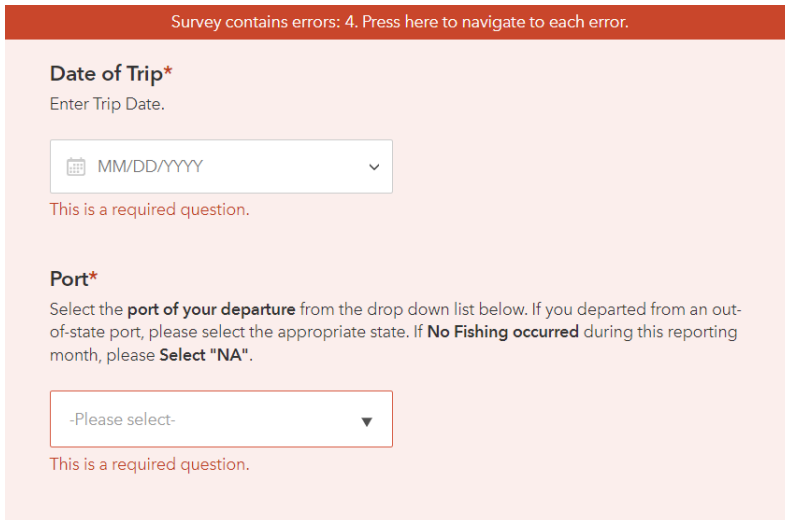 Survey contains errors: 4. Press here to navigate to each error.
Date of Trip*
Enter Trip Date.
MM/DD/YYYY
This is a required question.
Port*
Select the port of your departure from the drop down list below. If you departed from an out-
of-state port, please select the appropriate state. If No Fishing occurred during this reporting
month, please Select "NA".
-Please select-
This is a required question.